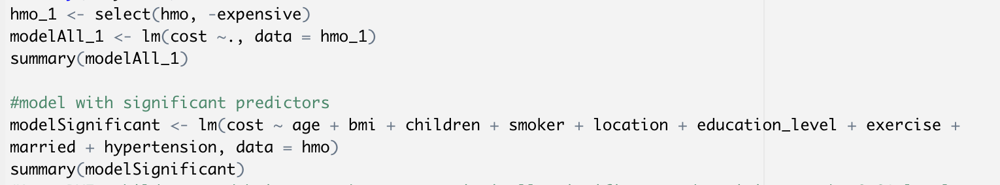 hmo_1 <- select(hmo, -expensive)
modelAll_1 <- lm(cost ~., data = hmo_1)
summary(modelAll_1)
#model with significant predictors
modelSignificant <- lm(cost ~ age + bmi + children + smoker + location + education_level + exercise +
married + hypertension, data = hmo)
summary(modelSignificant)